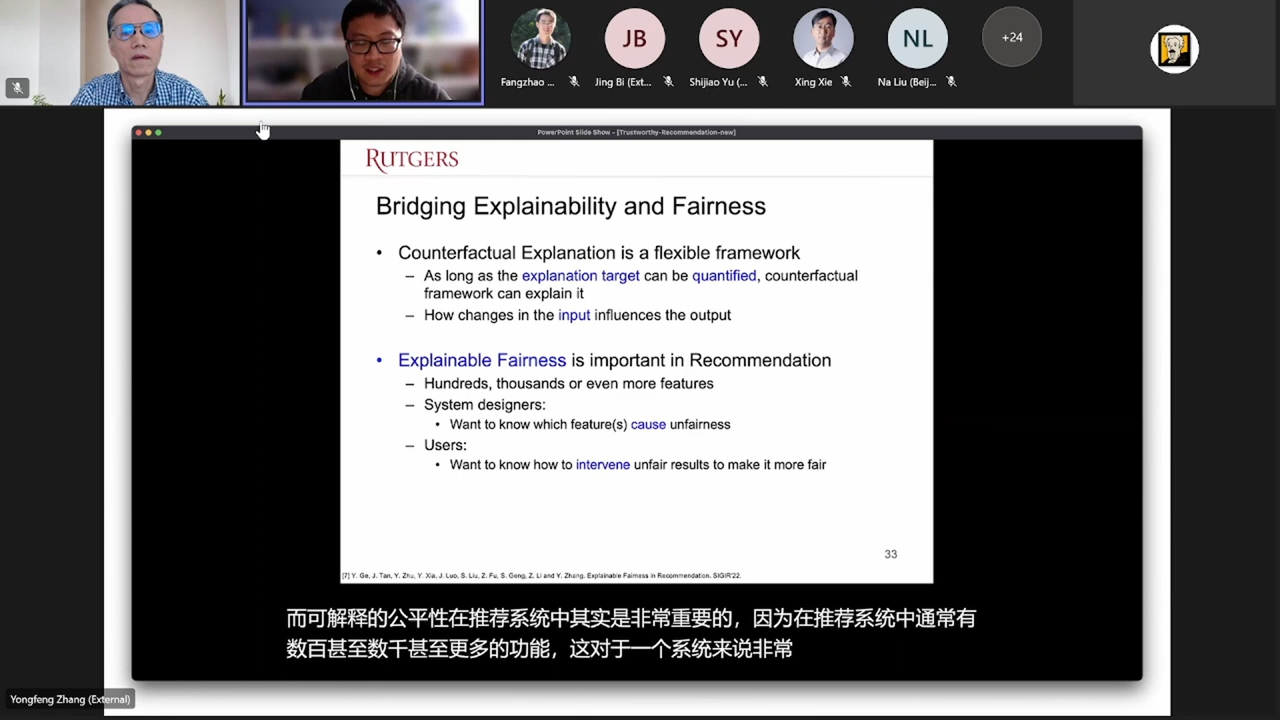 JB
SY
NL
+24
Fangzhao ...
Jing Bi (Ext...
Shijiao Yu (...
Xing Xie
Na Liu (Beij...
PowerPoint Slide Show - [Trustworthy-Recommendation-new]
RUTGERS
Bridging Explainability and Fairness
• Counterfactual Explanation is a flexible framework
– As long as the explanation target can be quantified, counterfactual
framework can explain it
– How changes in the input influences the output
• Explainable Fairness is important in Recommendation
– Hundreds, thousands or even more features
– System designers:
• Want to know which feature(s) cause unfairness
– Users:
• Want to know how to intervene unfair results to make it more fair
33
[7] Y. Ge, J. Tan, Y. Zhu, Y. Xia, J. Luo, S. Liu, Z. Fu, S. Geng, Z. Li and Y. Zhang. Explainable Fairness in Recommendation. SIGIR'22.
而可解释的公平性在推荐系统中其实是非常重要的，因为在推荐系统中通常有
数百甚至数千甚至更多的功能，这对于一个系统来说非常
Yongfeng Zhang (External)